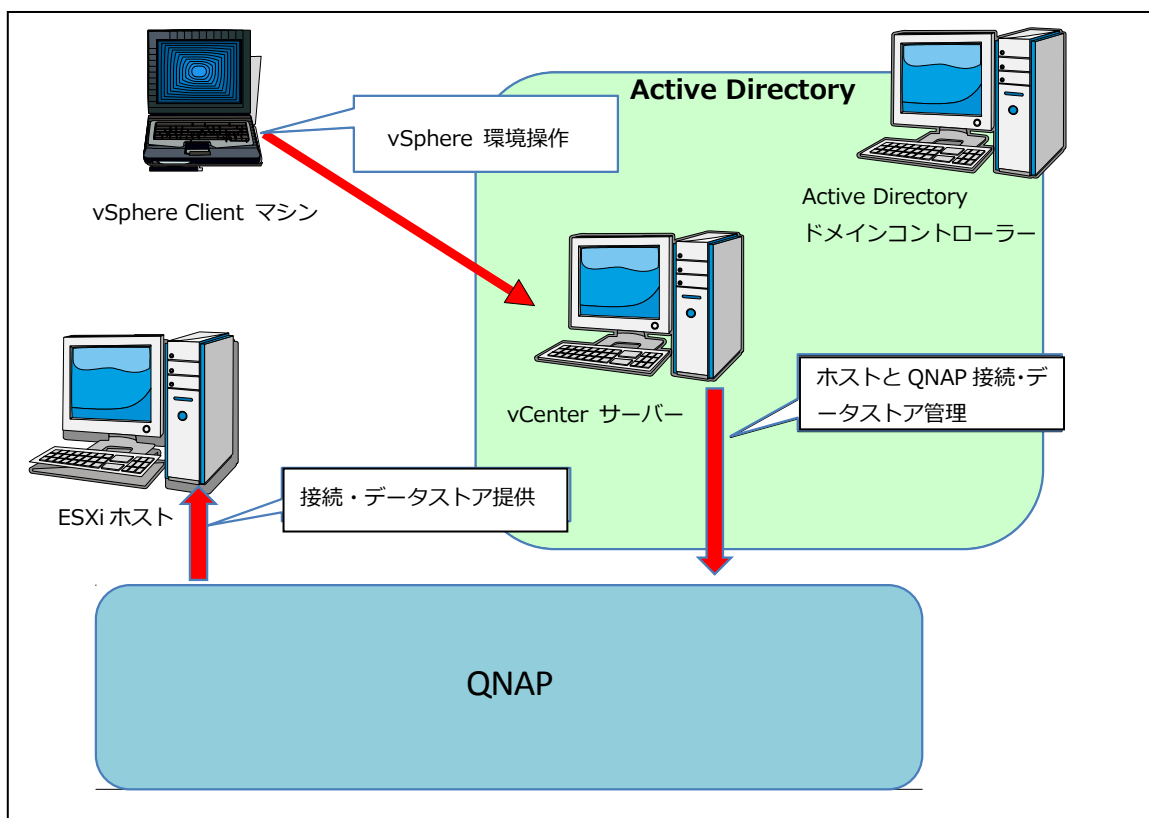 Active Directory
vSphere 環境操作
vSphere Client マシン
Active Directory
ドメインコントローラー
ホストと QNAP 接続・デ
ータストア管理
vCenter サーバー
接続・データストア提供
ESXi ホスト
QNAP